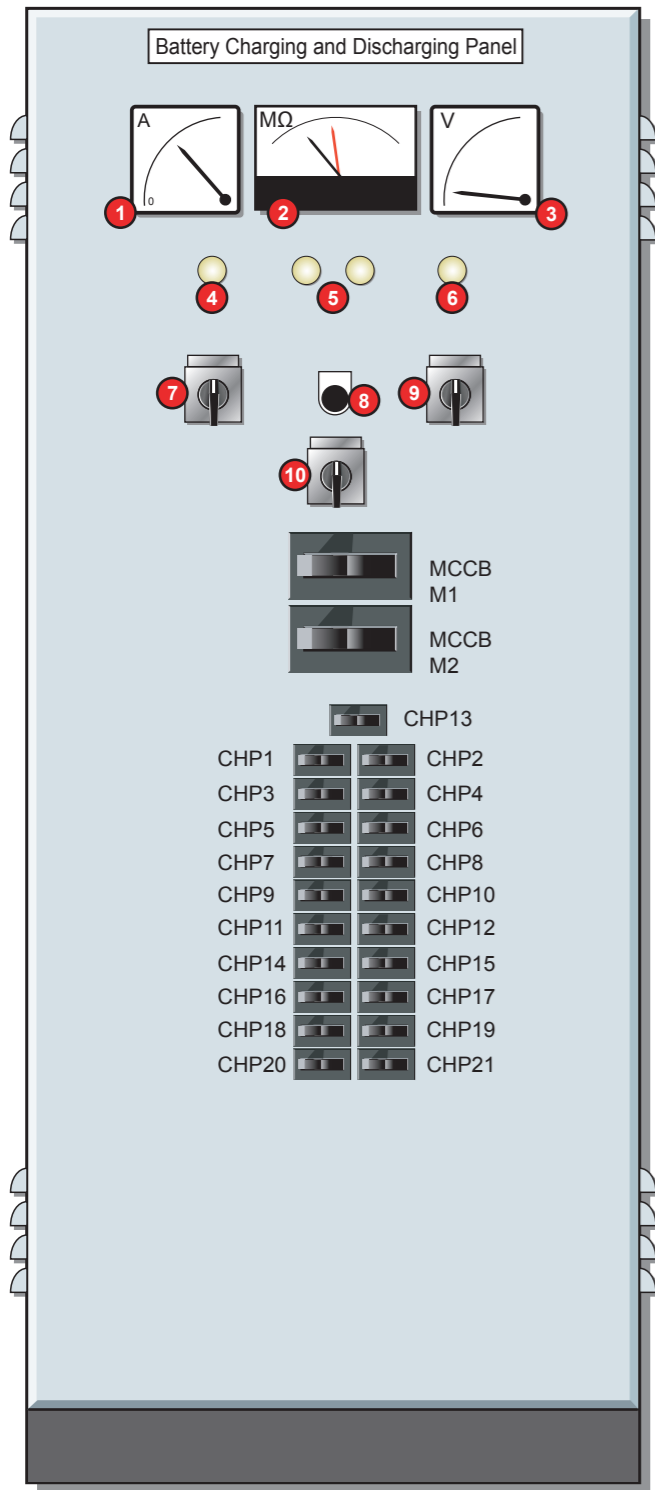 Battery Charging and Discharging Panel
A
MΩ
V
0
1
2
3
4
5
6
7
8
9
10
MCCB
M1
MCCB
M2
CHP13
CHP1 CHP2
CHP3 CHP4
CHP5 CHP6
CHP7 CHP8
CHP9 CHP10
CHP11 CHP12
CHP14 CHP15
CHP16 CHP17
CHP18 CHP19
CHP20 CHP21